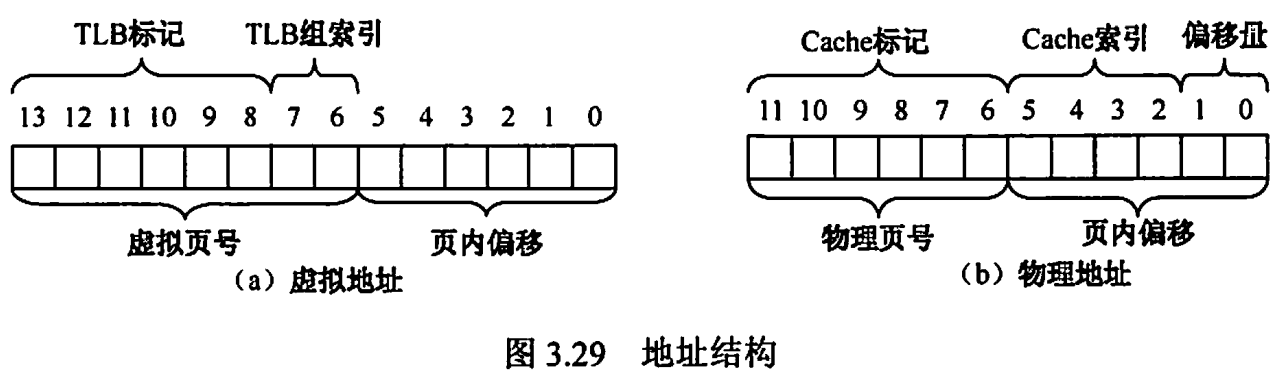 TLB标记 TLB组索引
13 12 11 10 9 8 7 6 5 4 3 2 1 0
虚拟页号 页内偏移
(a)虚拟地址
Cache标记 Cache索引 偏移量
11 10 9 8 7 6 5 4 3 2 1 0
物理页号 页内偏移
(b)物理地址
图 3.29 地址结构